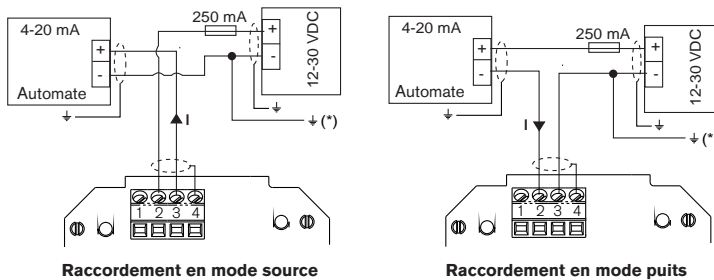 4-20 mA
+
-
Automate
250 mA
+
-
12-30 VDC
(*)
I
1 2 3 4
Raccordement en mode source
4-20 mA
+
-
Automate
250 mA
+
-
12-30 VDC
(*
I
1 2 3 4
Raccordement en mode puits